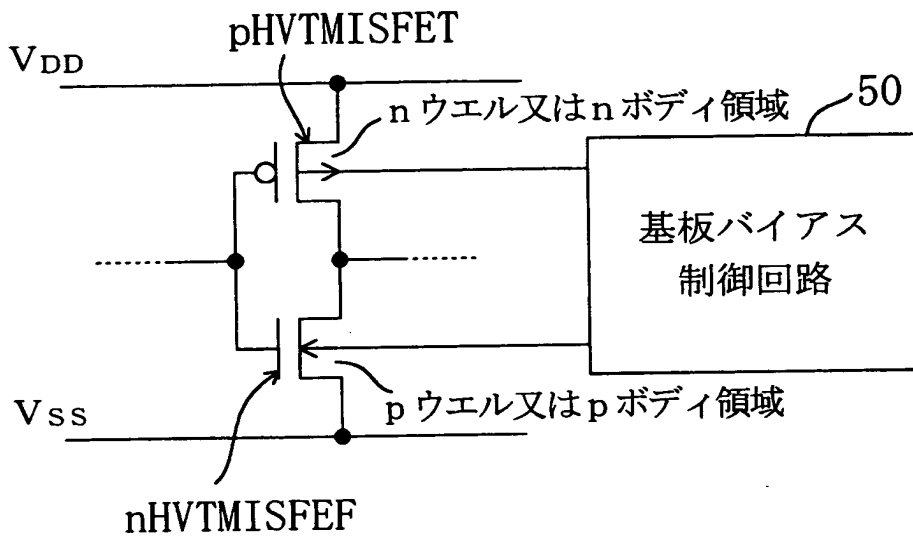 pHVTMISFET
VDD
nウエル又はnボディ領域
50
基板バイアス
制御回路
pウエル又はpボディ領域
VSS
nHVTMISFEF